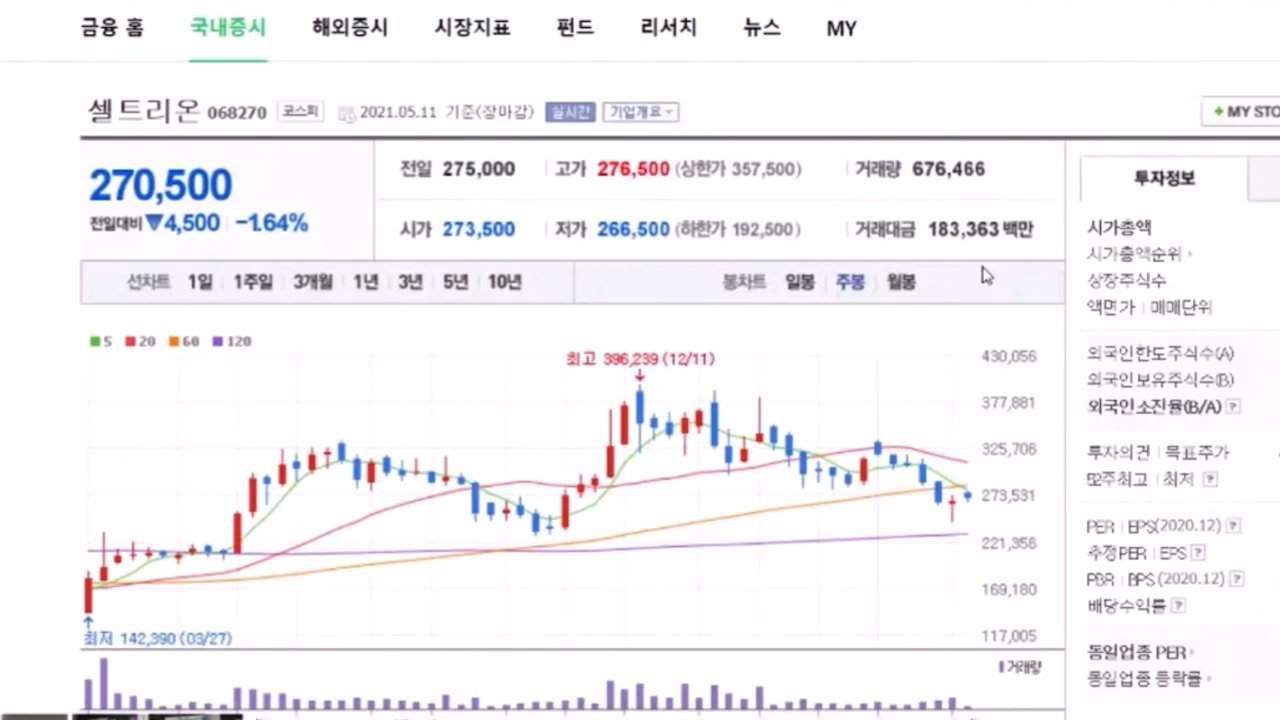 금융 홈 국내증시 해외증시 시장지표 펀드 리서치 뉴스 MY
셀트리온 068270 코스피 2021.05.11 기준(장마감) 실시간 기업개요 + MY STO
270,500
전일대비 ▼4,500 -1.64%
전일 275,000 고가 276,500 (상한가 357,500) 거래량 676,466
시가 273,500 저가 266,500 (하한가 192,500) 거래대금 183,363 백만
선차트 1일 1주일 3개월 1년 3년 5년 10년 봉차트 일봉 주봉 월봉
5 20 60 120
최고 396,239 (12/11)
430,056
377,881
325,706
273,531
221,356
169,180
117,005
최저 142,390 (03/27)
거래량
투자정보
시가총액
시가총액순위
상장주식수
액면가 매매단위
외국인한도주식수(A)
외국인보유주식수(B)
외국인소진율(B/A) ?
투자의견 목표주가
52주최고 최저 ?
PER EPS(2020.12) ?
추정PER EPS ?
PBR BPS(2020.12) ?
배당수익률 ?
동일업종 PER
동일업종 등락률